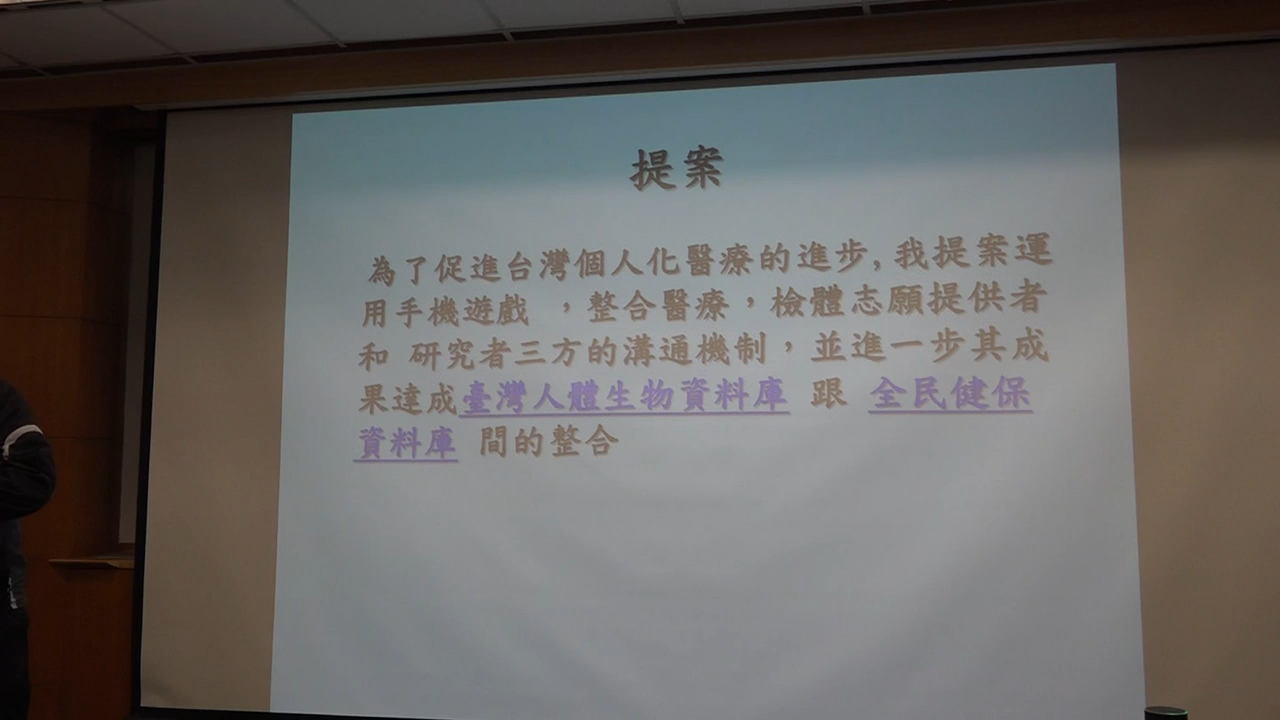 提案
為了促進台灣個人化醫療的進步,我提案運
用手機遊戲 ，整合醫療，檢體志願提供者
和 研究者三方的溝通機制，並進一步其成
果達成臺灣人體生物資料庫 跟 全民健保
資料庫 間的整合